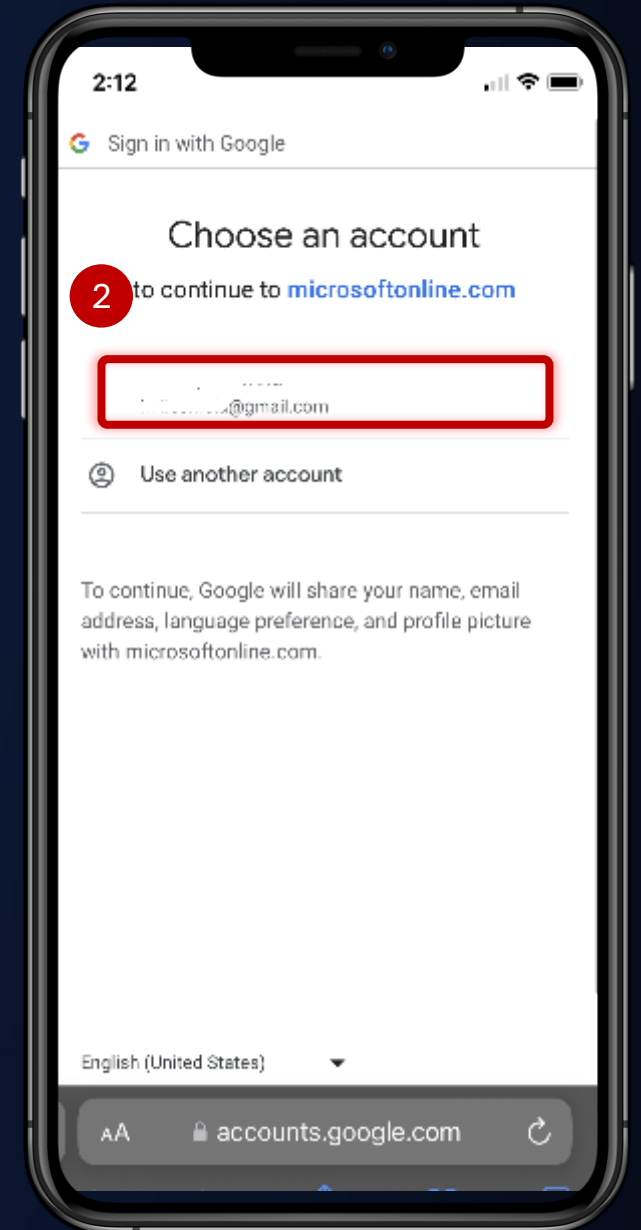 2:12
Sign in with Google
Choose an account
2
to continue to microsoftonline.com
@gmail.com
Use another account
To continue, Google will share your name, email
address, language preference, and profile picture
with microsoftonline.com.
English (United States)
AA accounts.google.com